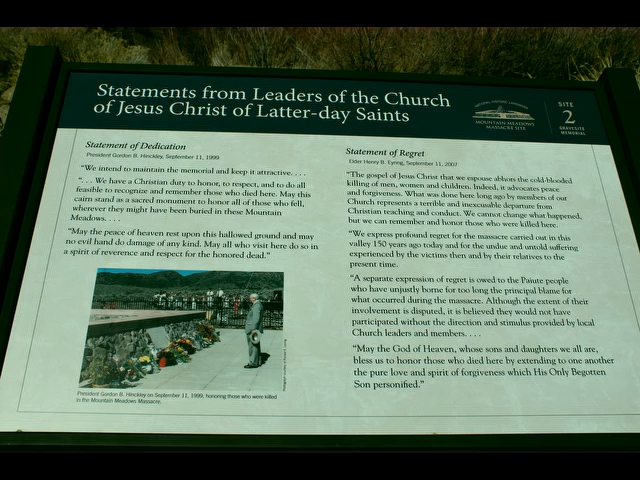 Statements from Leaders of the Church
of Jesus Christ of Latter-day Saints
MOUNTAIN MEADOWS
MASSACRE SITE
SITE
2
GRAVESITE
MEMORIAL
Statement of Dedication
President Gordon B. Hinckley, September 11, 1999
"We intend to maintain the memorial and keep it attractive. . . .
". . . We have a Christian duty to honor, to respect, and to do all
feasible to recognize and remember those who died here. May this
cairn stand as a sacred monument to honor all of those who fell,
wherever they might have been buried in these Mountain
Meadows. . . .
"May the peace of heaven rest upon this hallowed ground and may
no evil hand do damage of any kind. May all who visit here do so in
a spirit of reverence and respect for the honored dead."
President Gordon B. Hinckley on September 11, 1999, honoring those who were killed
in the Mountain Meadows Massacre.
Statement of Regret
Elder Henry B. Eyring, September 11, 2007
"The gospel of Jesus Christ that we espouse abhors the cold-blooded
killing of men, women and children. Indeed, it advocates peace
and forgiveness. What was done here long ago by members of our
Church represents a terrible and inexcusable departure from
Christian teaching and conduct. We cannot change what happened,
but we can remember and honor those who were killed here.
"We express profound regret for the massacre carried out in this
valley 150 years ago today and for the undue and untold suffering
experienced by the victims then and by their relatives to the
present time.
"A separate expression of regret is owed to the Paiute people
who have unjustly borne for too long the principal blame for
what occurred during the massacre. Although the extent of their
involvement is disputed, it is believed they would not have
participated without the direction and stimulus provided by local
Church leaders and members. . . .
"May the God of Heaven, whose sons and daughters we all are,
bless us to honor those who died here by extending to one another
the pure love and spirit of forgiveness which His Only Begotten
Son personified."